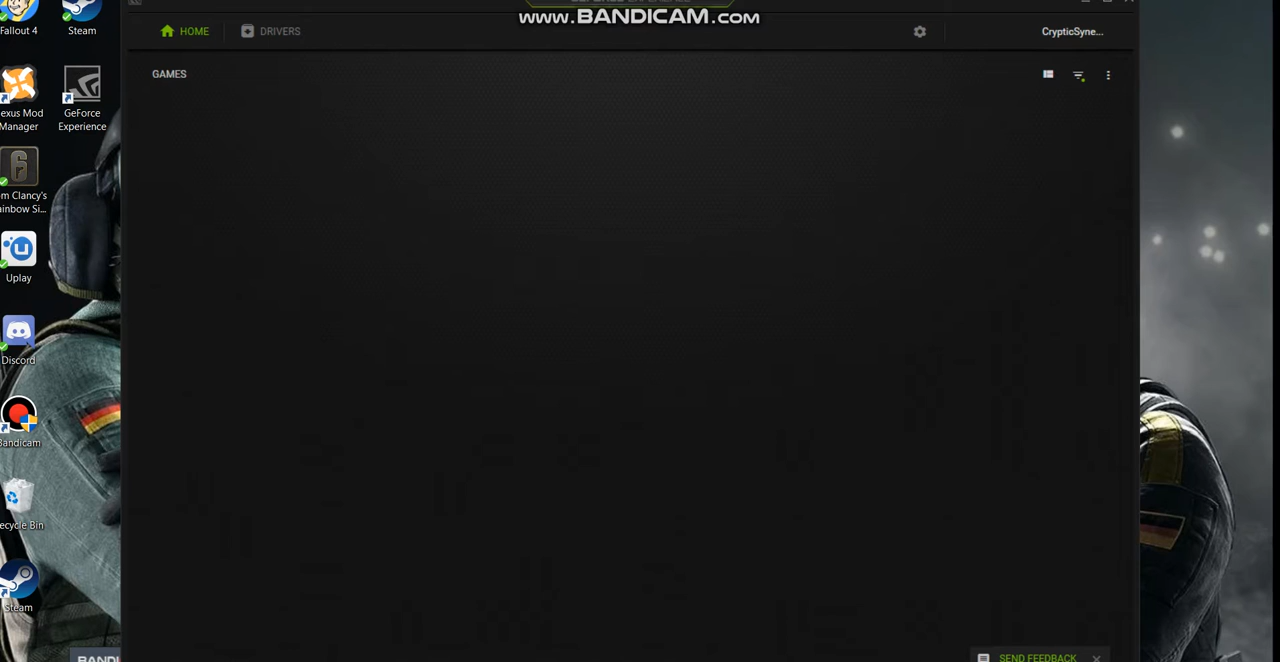 www.BANDICAM.com
Fallout 4
Steam
HOME
DRIVERS
CrypticSyne...
GAMES
exus Mod
Manager
GeForce
Experience
m Clancy's
ainbow Si...
Uplay
Discord
Bandicam
ecycle Bin
Steam
BANDI
SEND FEEDBACK